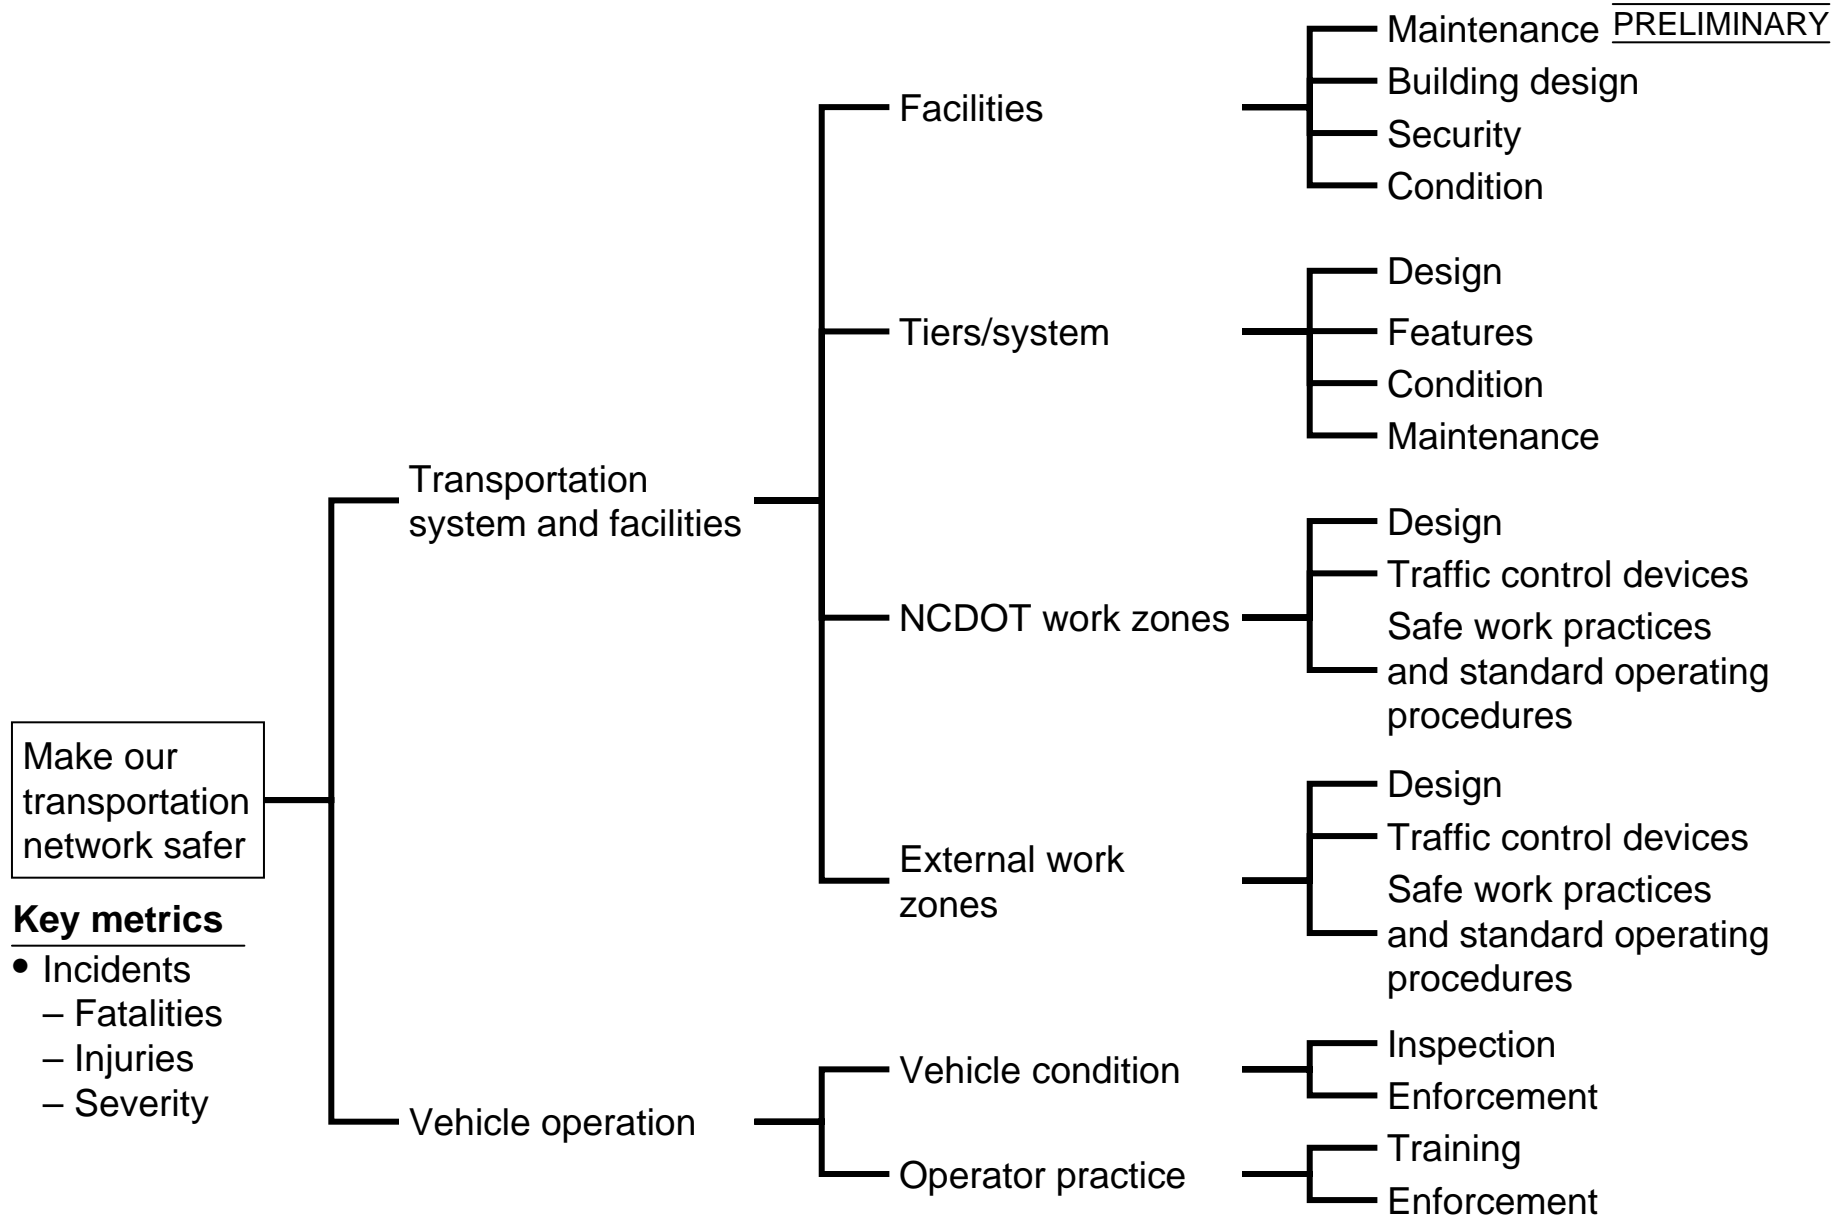 PRELIMINARY
Make our
transportation
network safer
Key metrics
• Incidents
– Fatalities
– Injuries
– Severity
Transportation
system and facilities
Facilities
Maintenance
Building design
Security
Condition
Tiers/system
Design
Features
Condition
Maintenance
NCDOT work zones
Design
Traffic control devices
Safe work practices
and standard operating
procedures
External work
zones
Design
Traffic control devices
Safe work practices
and standard operating
procedures
Vehicle operation
Vehicle condition
Inspection
Enforcement
Operator practice
Training
Enforcement